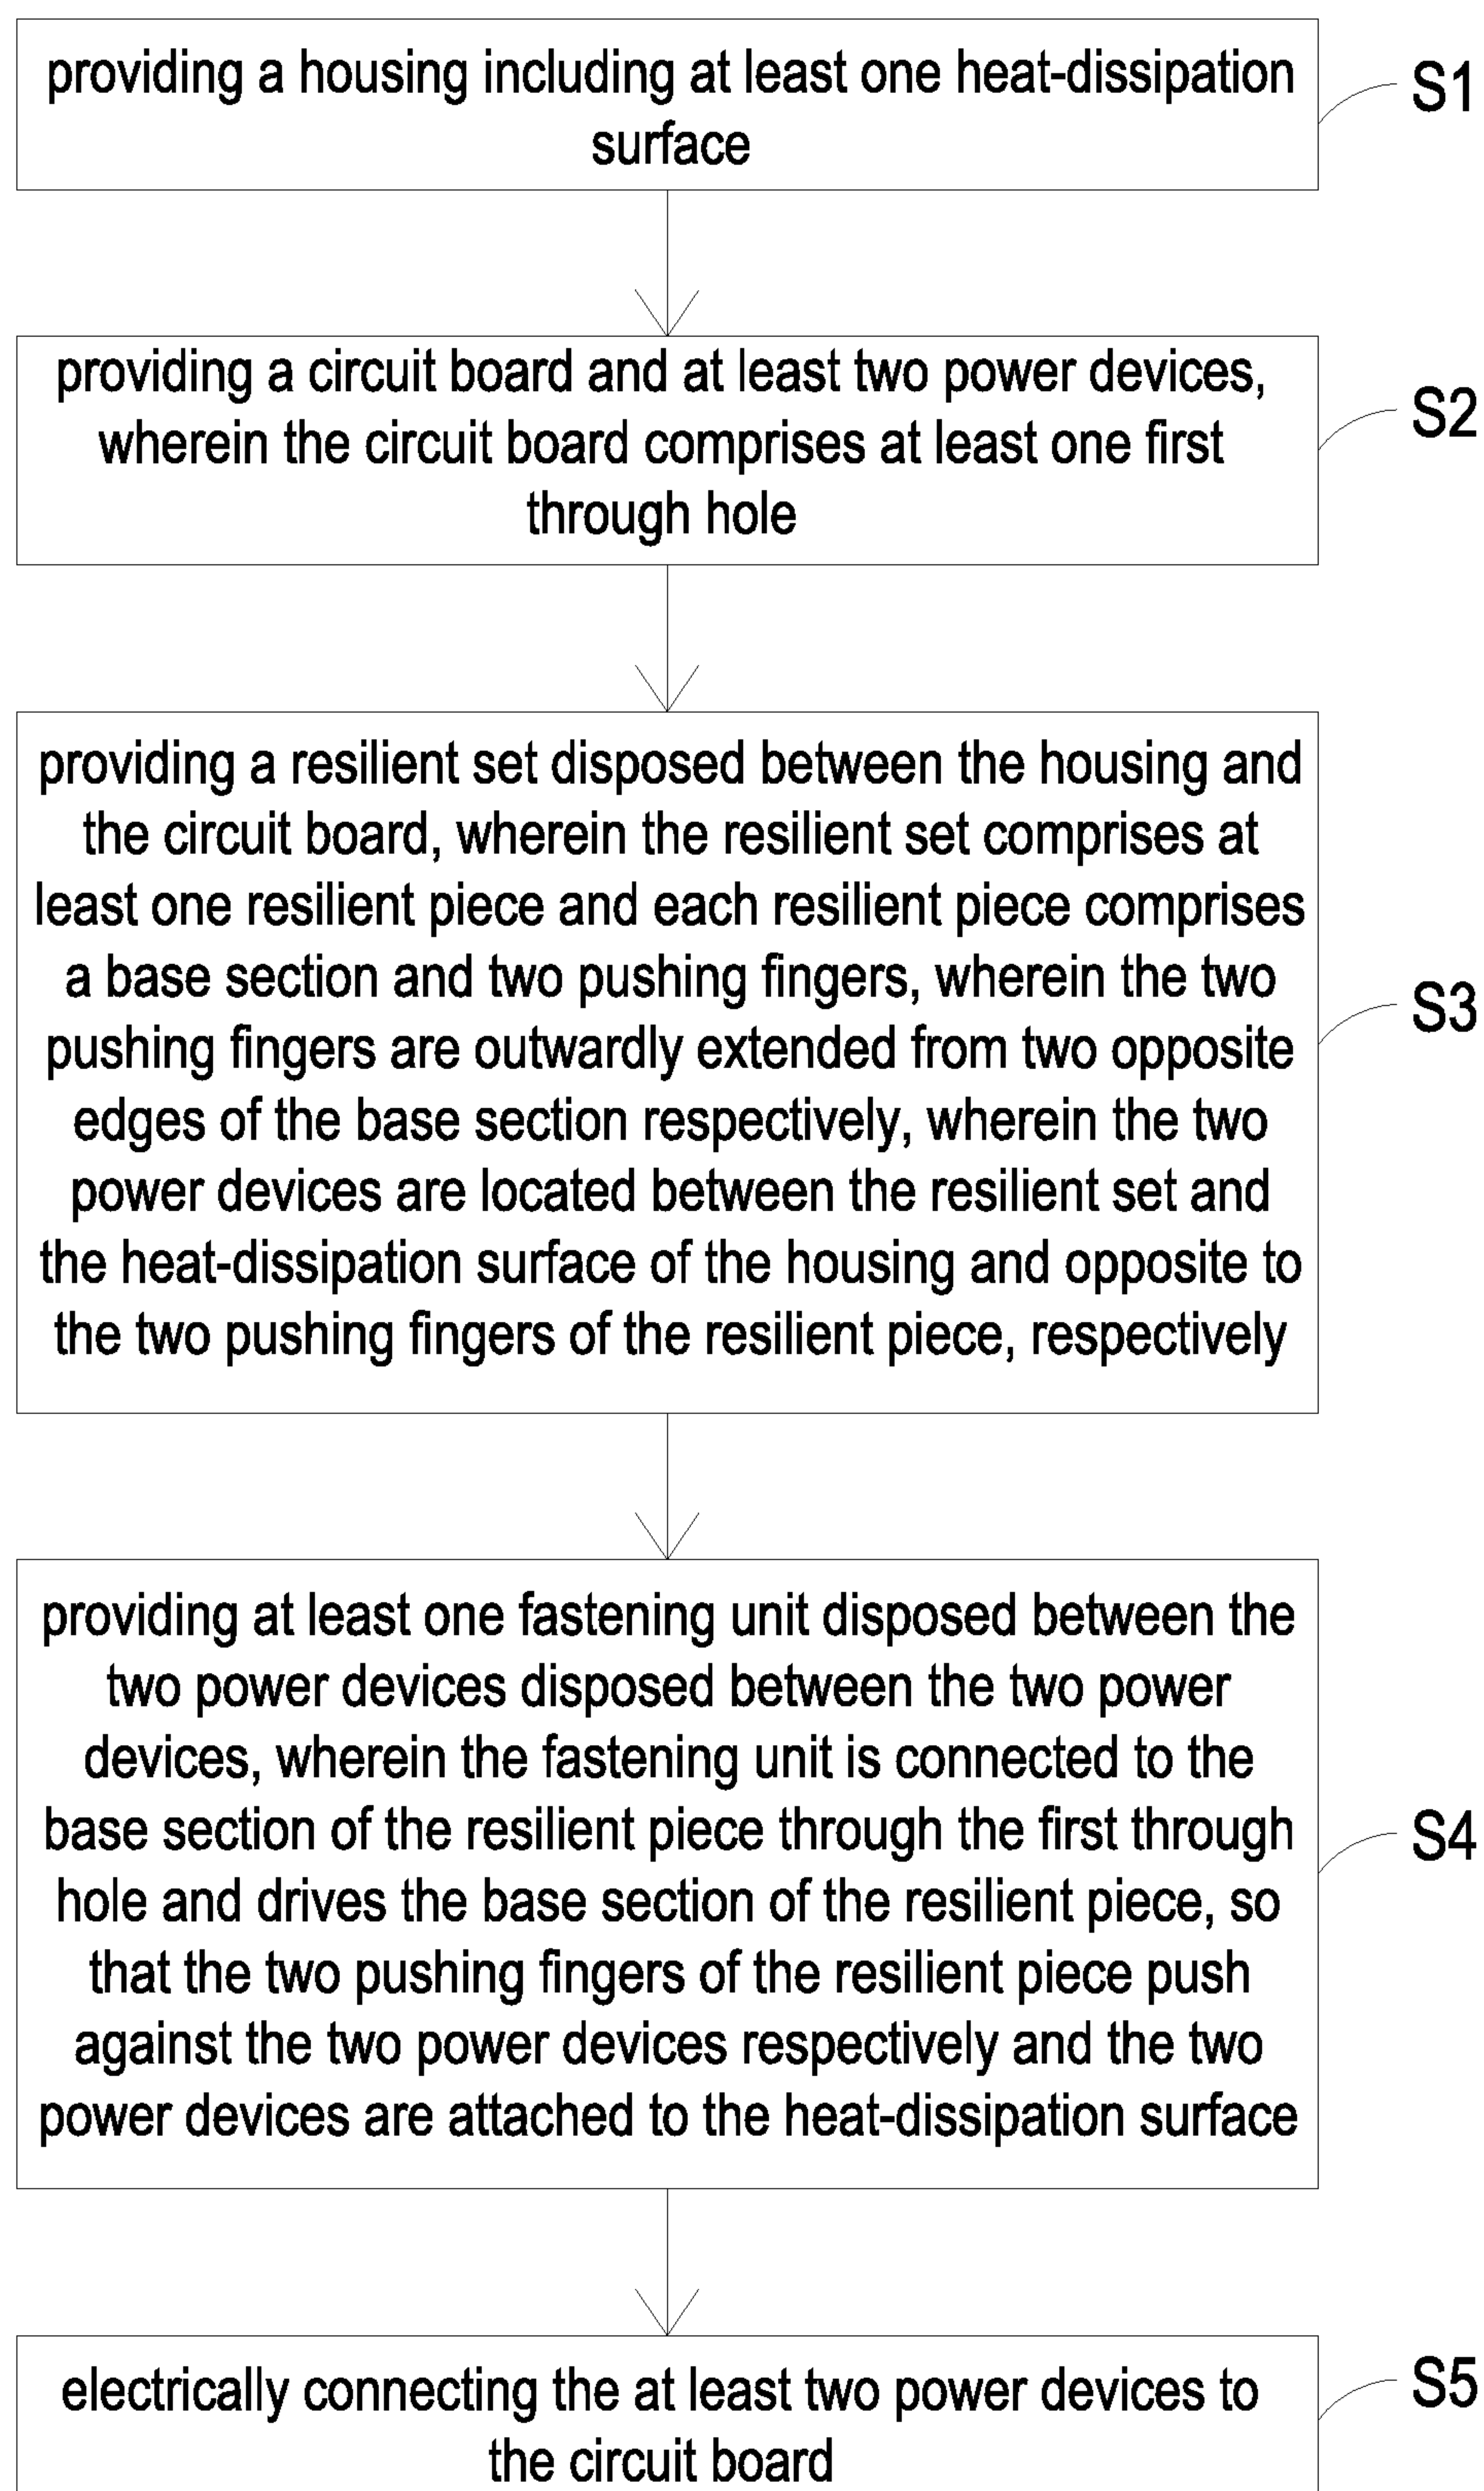 providing a housing including at least one heat-dissipation
surface
S1
providing a circuit board and at least two power devices,
wherein the circuit board comprises at least one first
through hole
S2
providing a resilient set disposed between the housing and
the circuit board, wherein the resilient set comprises at
least one resilient piece and each resilient piece comprises
a base section and two pushing fingers, wherein the two
pushing fingers are outwardly extended from two opposite
edges of the base section respectively, wherein the two
power devices are located between the resilient set and
the heat-dissipation surface of the housing and opposite to
the two pushing fingers of the resilient piece, respectively
S3
providing at least one fastening unit disposed between the
two power devices disposed between the two power
devices, wherein the fastening unit is connected to the
base section of the resilient piece through the first through
hole and drives the base section of the resilient piece, so
that the two pushing fingers of the resilient piece push
against the two power devices respectively and the two
power devices are attached to the heat-dissipation surface
S4
electrically connecting the at least two power devices to
the circuit board
S5